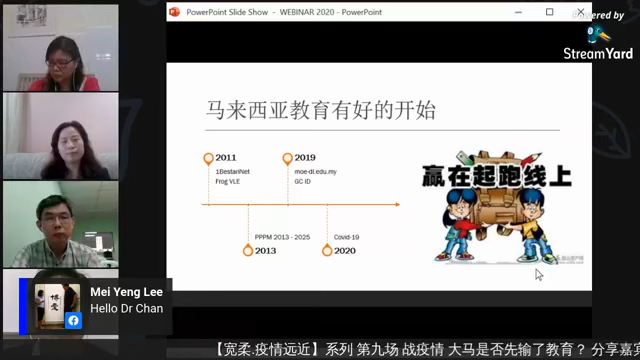 PowerPoint Slide Show - WEBINAR 2020 - PowerPoint
Powered by
StreamYard
马来西亚教育有好的开始
2011
1BestariNet
Frog VLE
2019
moe-dl.edu.my
GC ID
PPPM 2013 - 2025
2013
Covid-19
2020
赢在起跑线上
Mei Yeng Lee
Hello Dr Chan
【宽柔.疫情远近】系列 第九场 战疫情 大马是否先输了教育？ 分享嘉宾